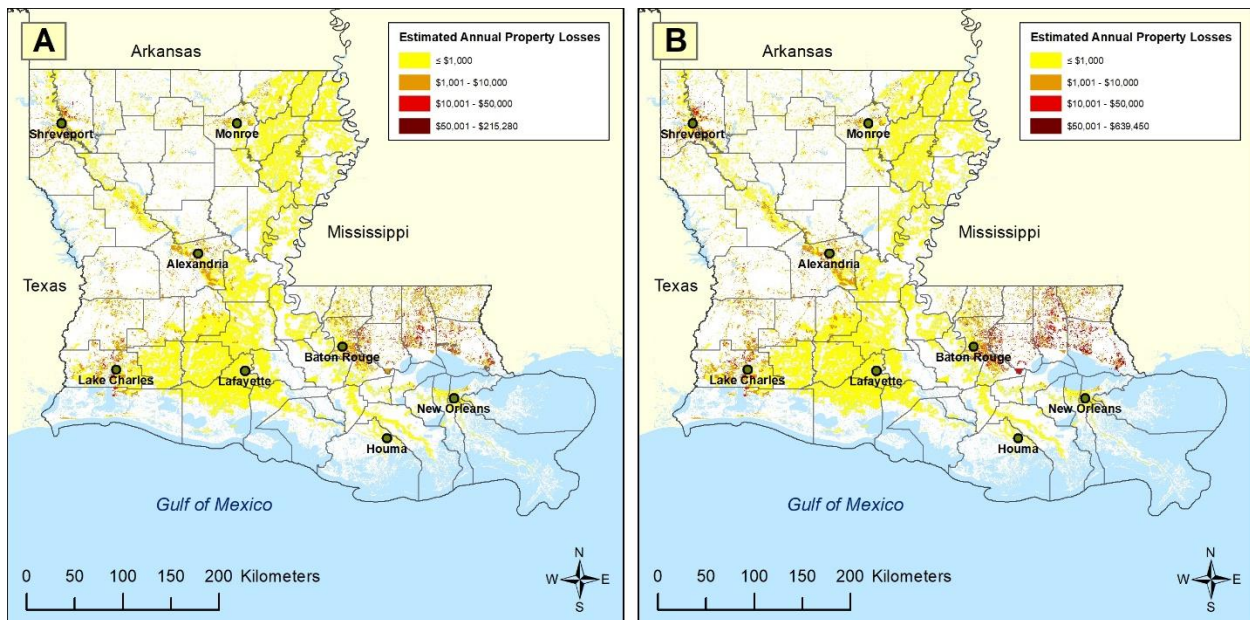 A
Arkansas
Estimated Annual Property Losses
≤ $1,000
$1,001 - $10,000
$10,001 - $50,000
$50,001 - $215,280
Shreveport
Monroe
Mississippi
Alexandria
Texas
Baton Rouge
Lake Charles
Lafayette
New Orleans
Houma
Gulf of Mexico
0 50 100 150 200 Kilometers
N
W E
S
B
Arkansas
Estimated Annual Property Losses
≤ $1,000
$1,001 - $10,000
$10,001 - $50,000
$50,001 - $639,450
Shreveport
Monroe
Mississippi
Alexandria
Texas
Baton Rouge
Lake Charles
Lafayette
New Orleans
Houma
Gulf of Mexico
0 50 100 150 200 Kilometers
N
W E
S